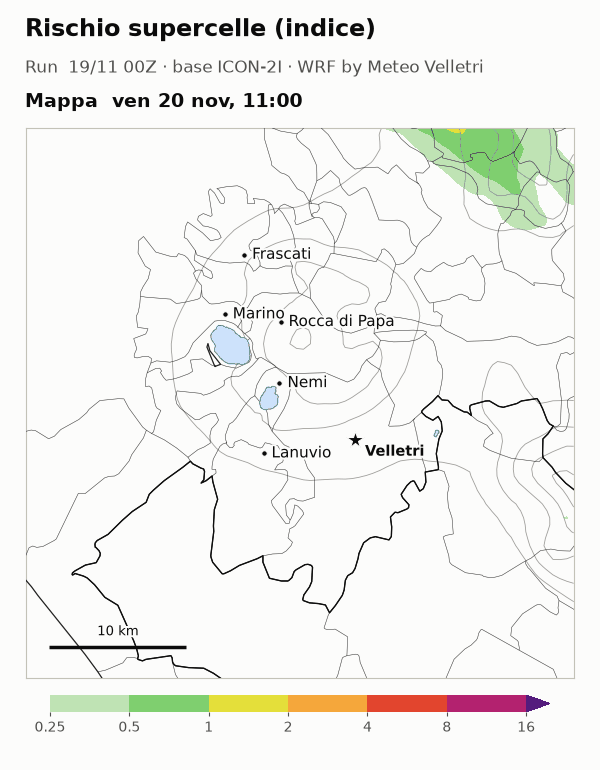 Rischio supercelle (indice)
Run  19/11 00Z · base ICON-2I · WRF by Meteo Velletri
Mappa  ven 20 nov, 11:00
Frascati
Marino
Rocca di Papa
Nemi
Velletri
Lanuvio
10 km
0.25 0.5 1 2 4 8 16